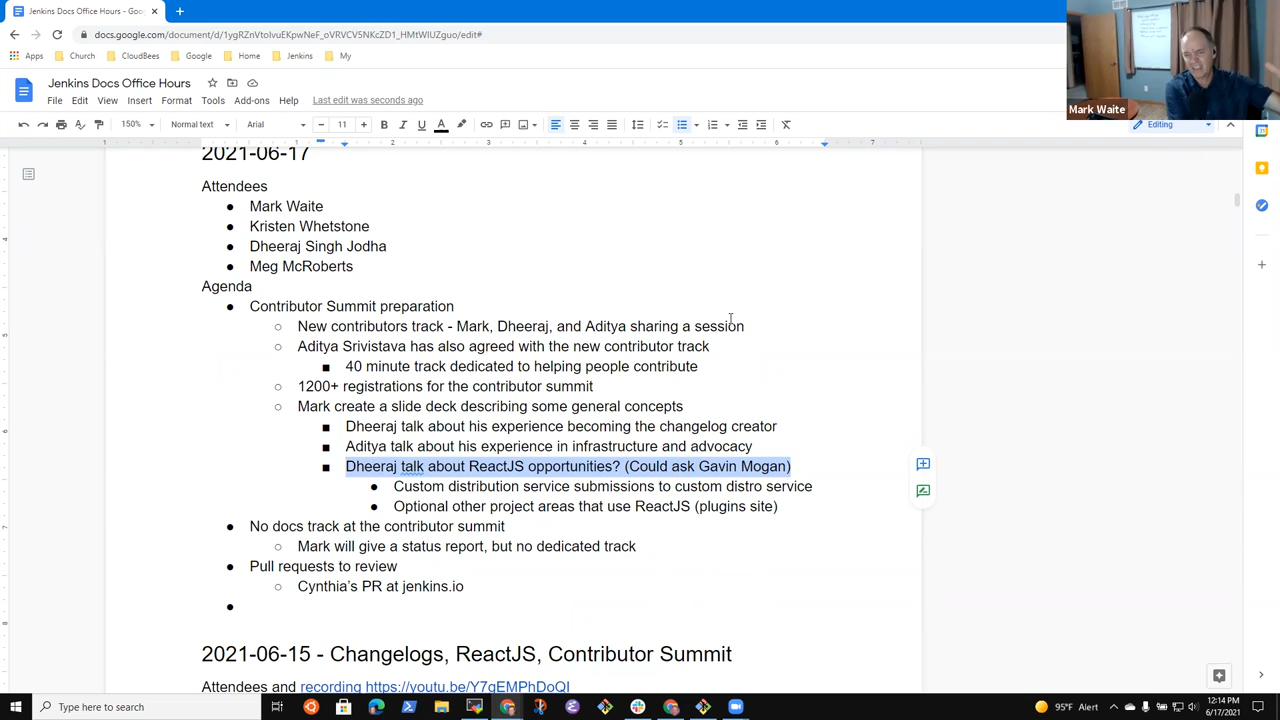 Jenkins Docs Office Hours - Goo
docs.google.com/document/d/1ygRZnVtoIvuEKpwNeF_oVRVCV5NKcZD1_HMtWIUZguI/edit#
Apps
Church
CloudBees
Google
Home
Jenkins
My
Jenkins Docs Office Hours
File Edit View Insert Format Tools Add-ons Help Last edit was seconds ago
150% Normal text Arial 11 B I U A Editing
1 1 2 3 4 5 6 7
2021-06-17
Attendees
● Mark Waite
● Kristen Whetstone
● Dheeraj Singh Jodha
● Meg McRoberts
Agenda
● Contributor Summit preparation
○ New contributors track - Mark, Dheeraj, and Aditya sharing a session
○ Aditya Srivistava has also agreed with the new contributor track
■ 40 minute track dedicated to helping people contribute
○ 1200+ registrations for the contributor summit
○ Mark create a slide deck describing some general concepts
■ Dheeraj talk about his experience becoming the changelog creator
■ Aditya talk about his experience in infrastructure and advocacy
■ Dheeraj talk about ReactJS opportunities? (Could ask Gavin Mogan)
● Custom distribution service submissions to custom distro service
● Optional other project areas that use ReactJS (plugins site)
● No docs track at the contributor summit
○ Mark will give a status report, but no dedicated track
● Pull requests to review
○ Cynthia's PR at jenkins.io
●
2021-06-15 - Changelogs, ReactJS, Contributor Summit
Attendees and recording https://youtu.be/Y7gEMPhDoQI
Mark Waite
Type here to search
95°F Alert
12:14 PM
6/17/2021